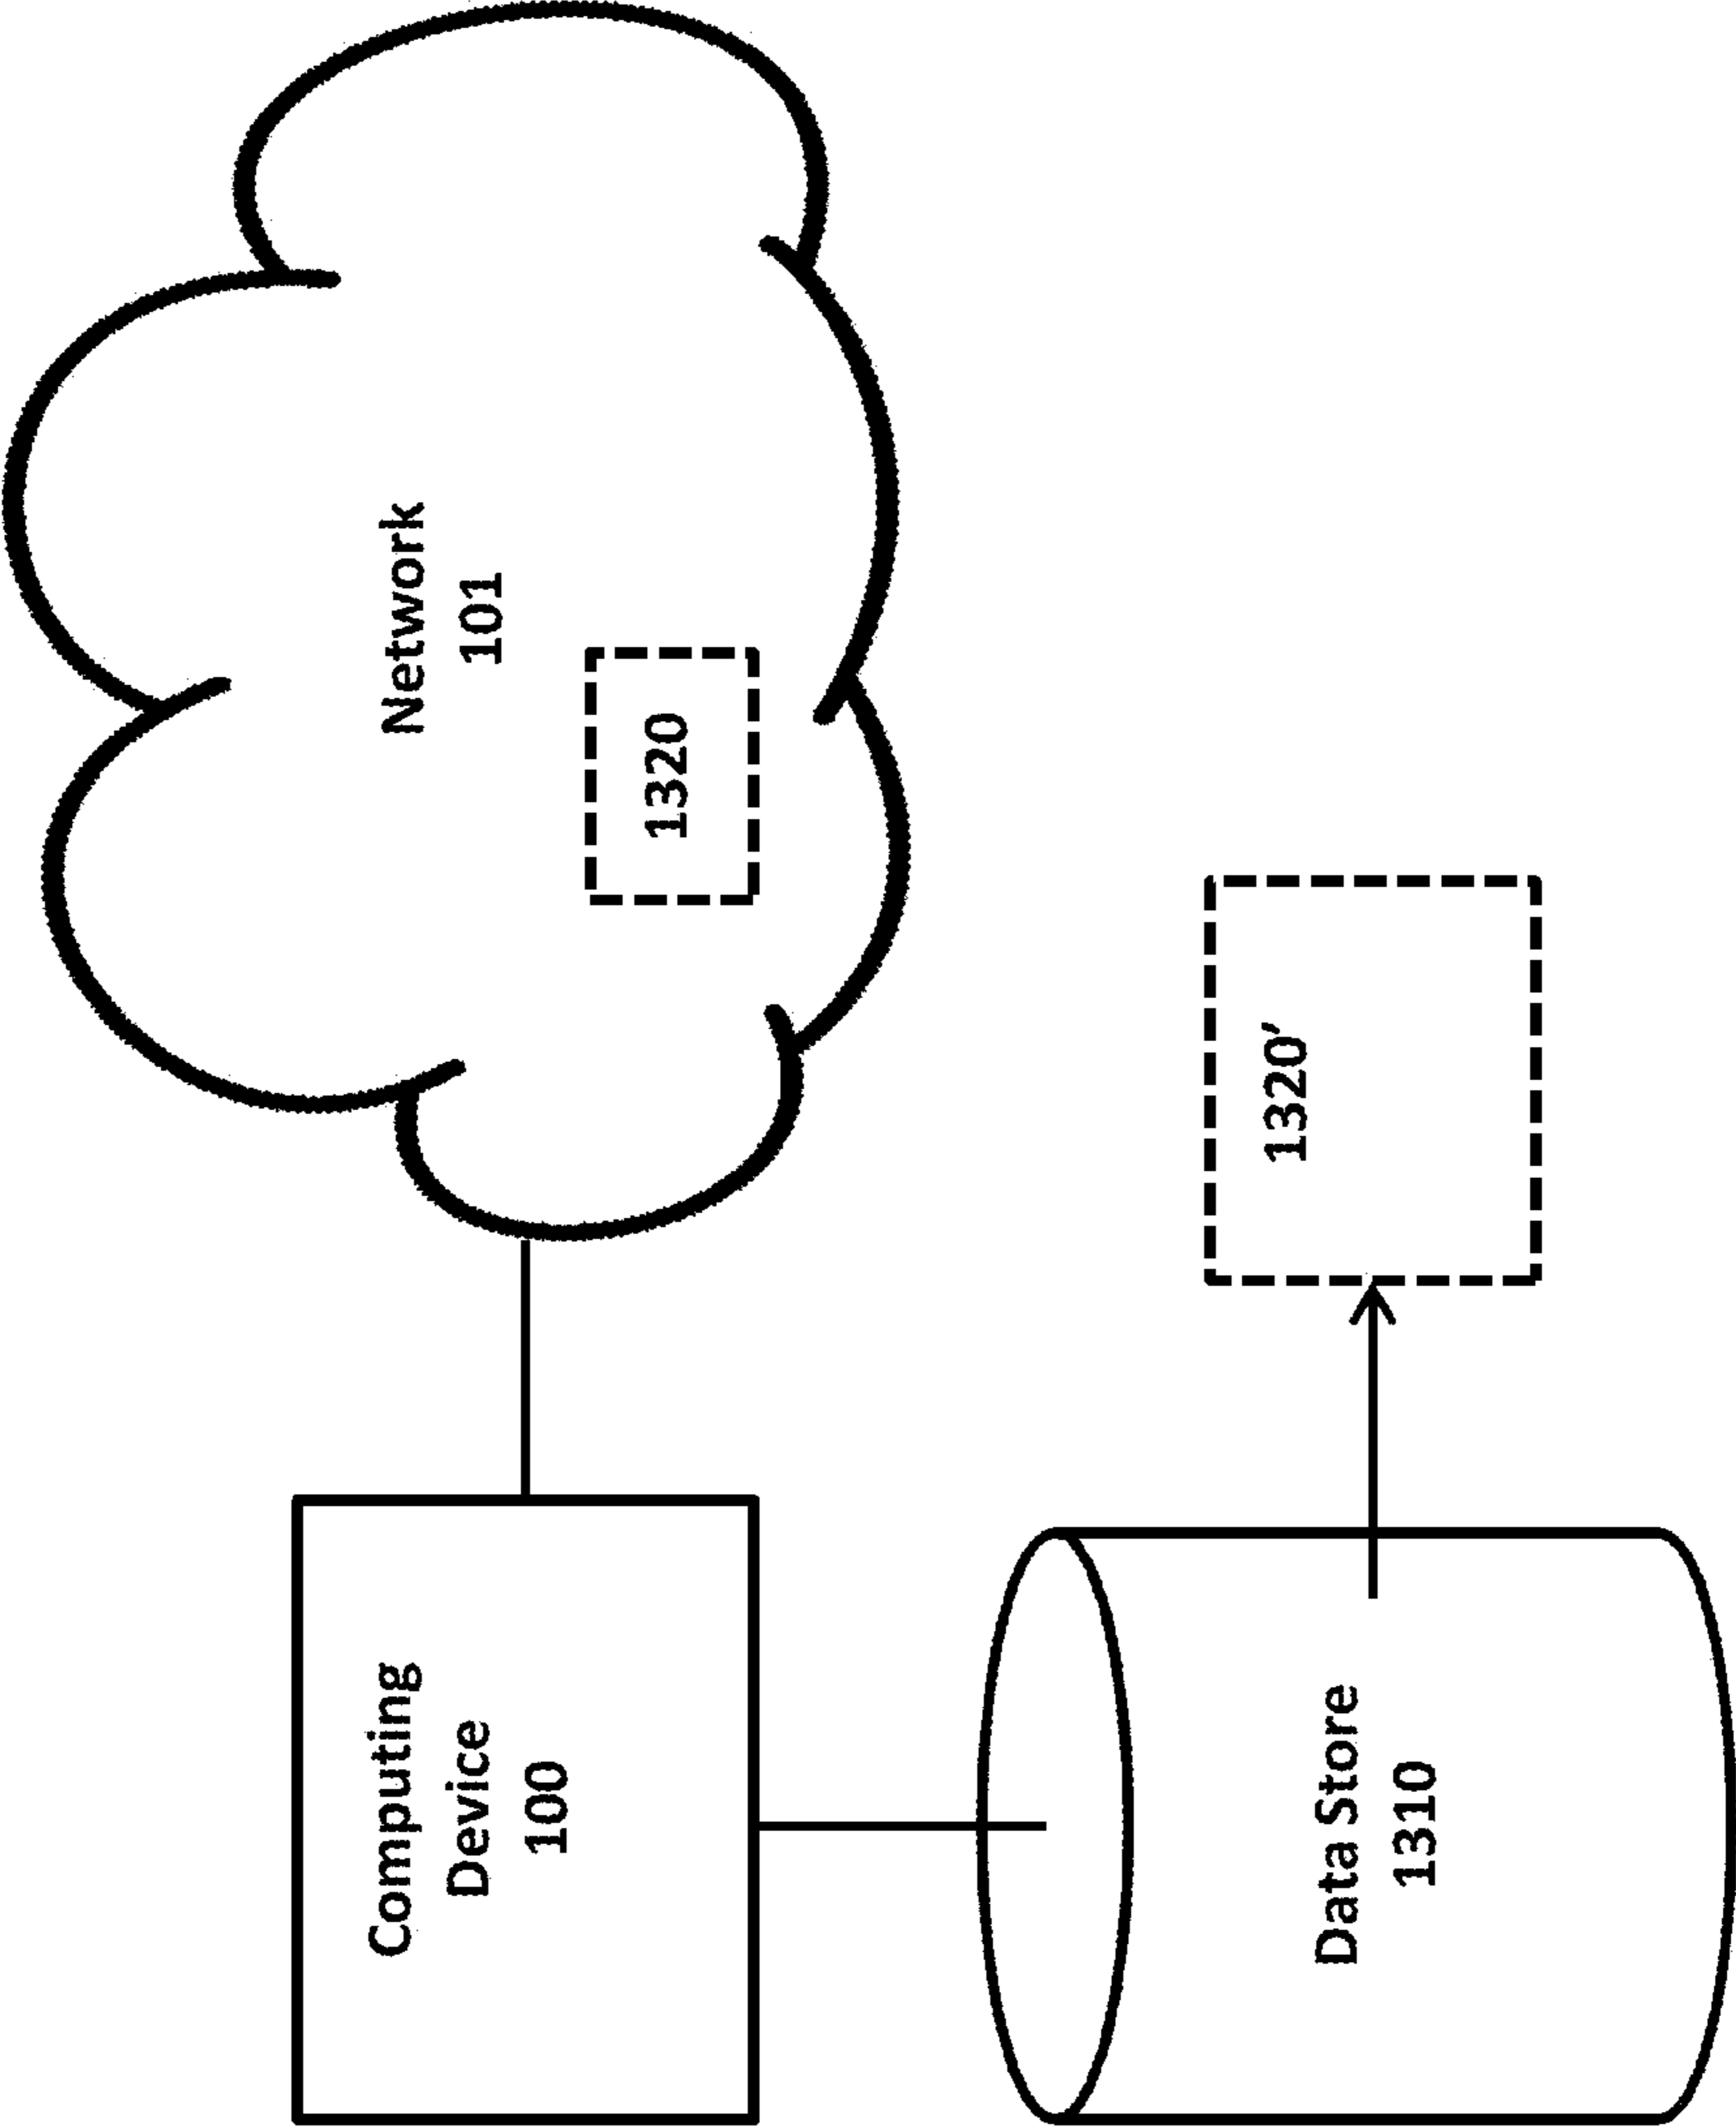 Computing
Device
100
Network
101
1320
Data Store
1310
1320'